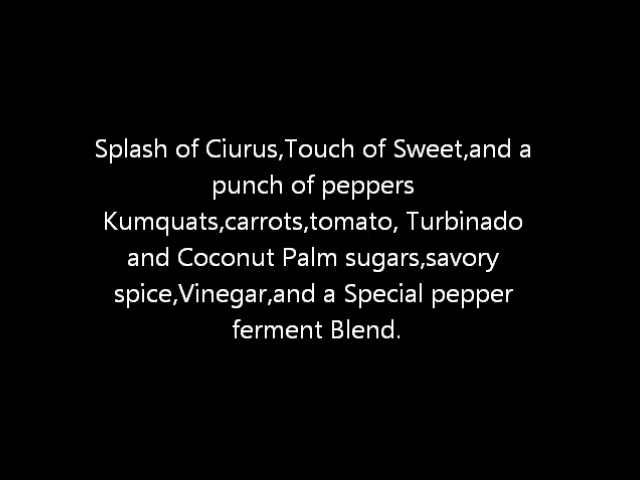 Splash of Ciurus,Touch of Sweet,and a
punch of peppers
Kumquats,carrots,tomato, Turbinado
and Coconut Palm sugars,savory
spice,Vinegar,and a Special pepper
ferment Blend.